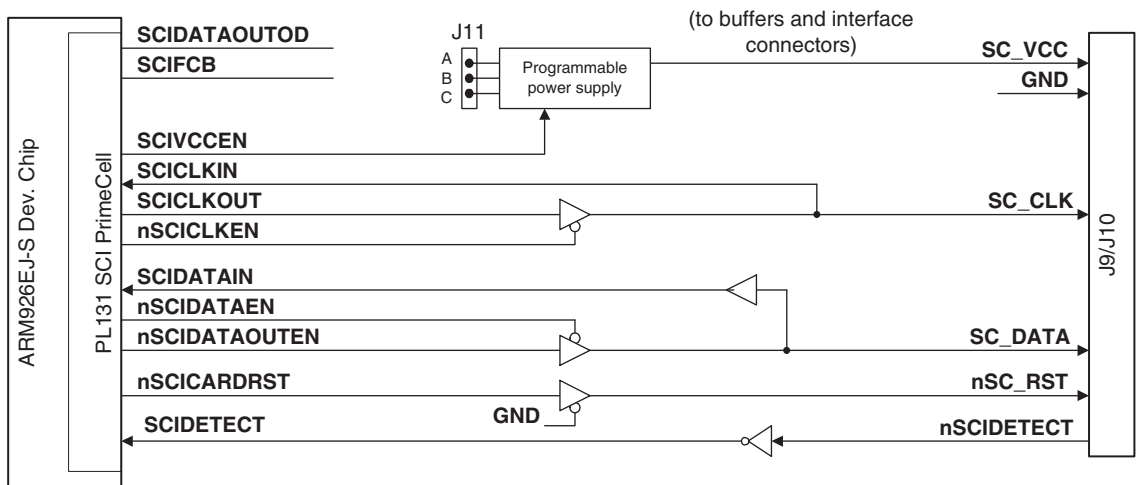 ARM926EJ-S Dev. Chip
PL131 SCI PrimeCell
SCIDATAOUTOD
SCIFCB
J11
A
B
C
Programmable
power supply
(to buffers and interface
connectors)
SC_VCC
GND
SCIVCCEN
SCICLKIN
SCICLKOUT
SC_CLK
nSCICLKEN
SCIDATAIN
nSCIDATAEN
nSCIDATAOUTEN
SC_DATA
nSCICARDRST
nSC_RST
GND
SCIDETECT
nSCIDETECT
J9/J10